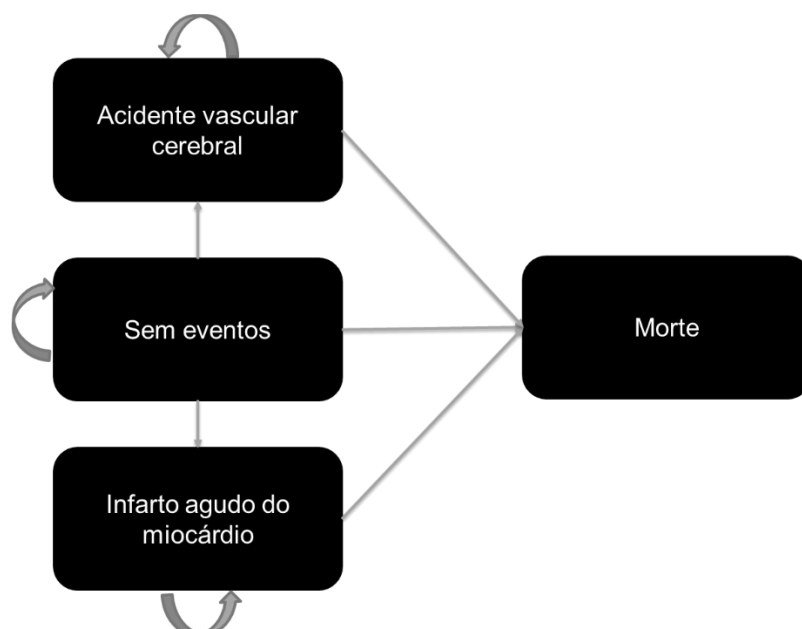 Acidente vascular
cerebral
Sem eventos
Morte
Infarto agudo do
miocárdio